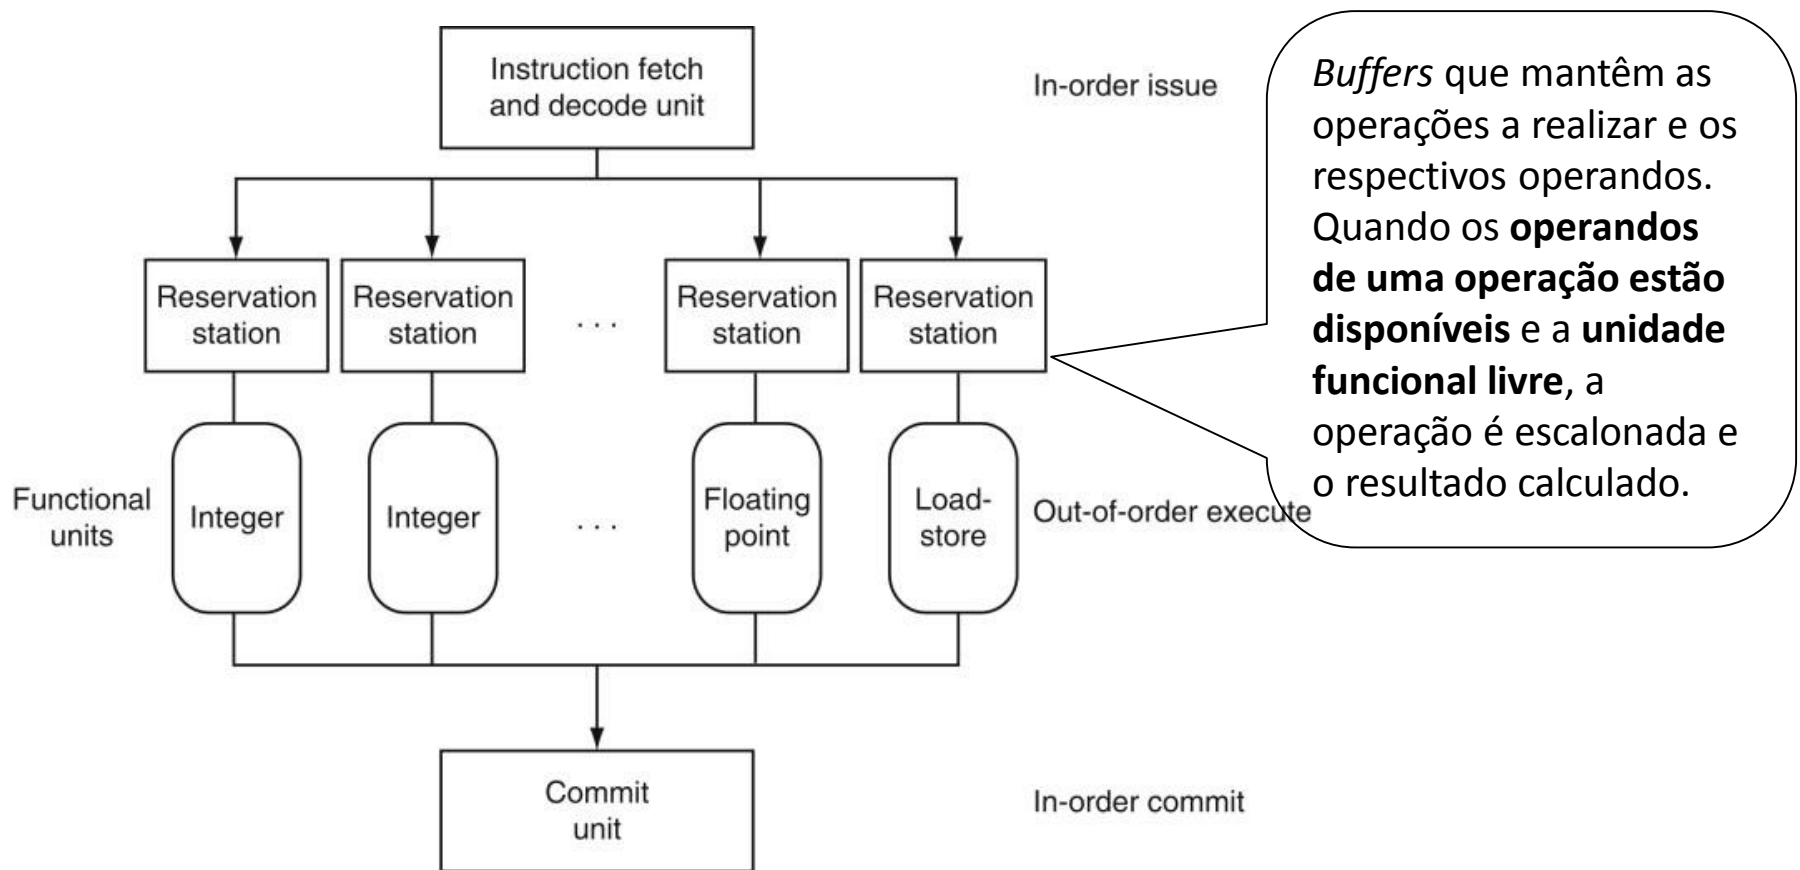 Instruction fetch
and decode unit
In-order issue
Reservation
station
Reservation
station
. . .
Reservation
station
Reservation
station
Functional
units
Integer
Integer
. . .
Floating
point
Load-
store
Out-of-order execute
Commit
unit
In-order commit
Buffers que mantêm as
operações a realizar e os
respectivos operandos.
Quando os operandos
de uma operação estão
disponíveis e a unidade
funcional livre, a
operação é escalonada e
o resultado calculado.